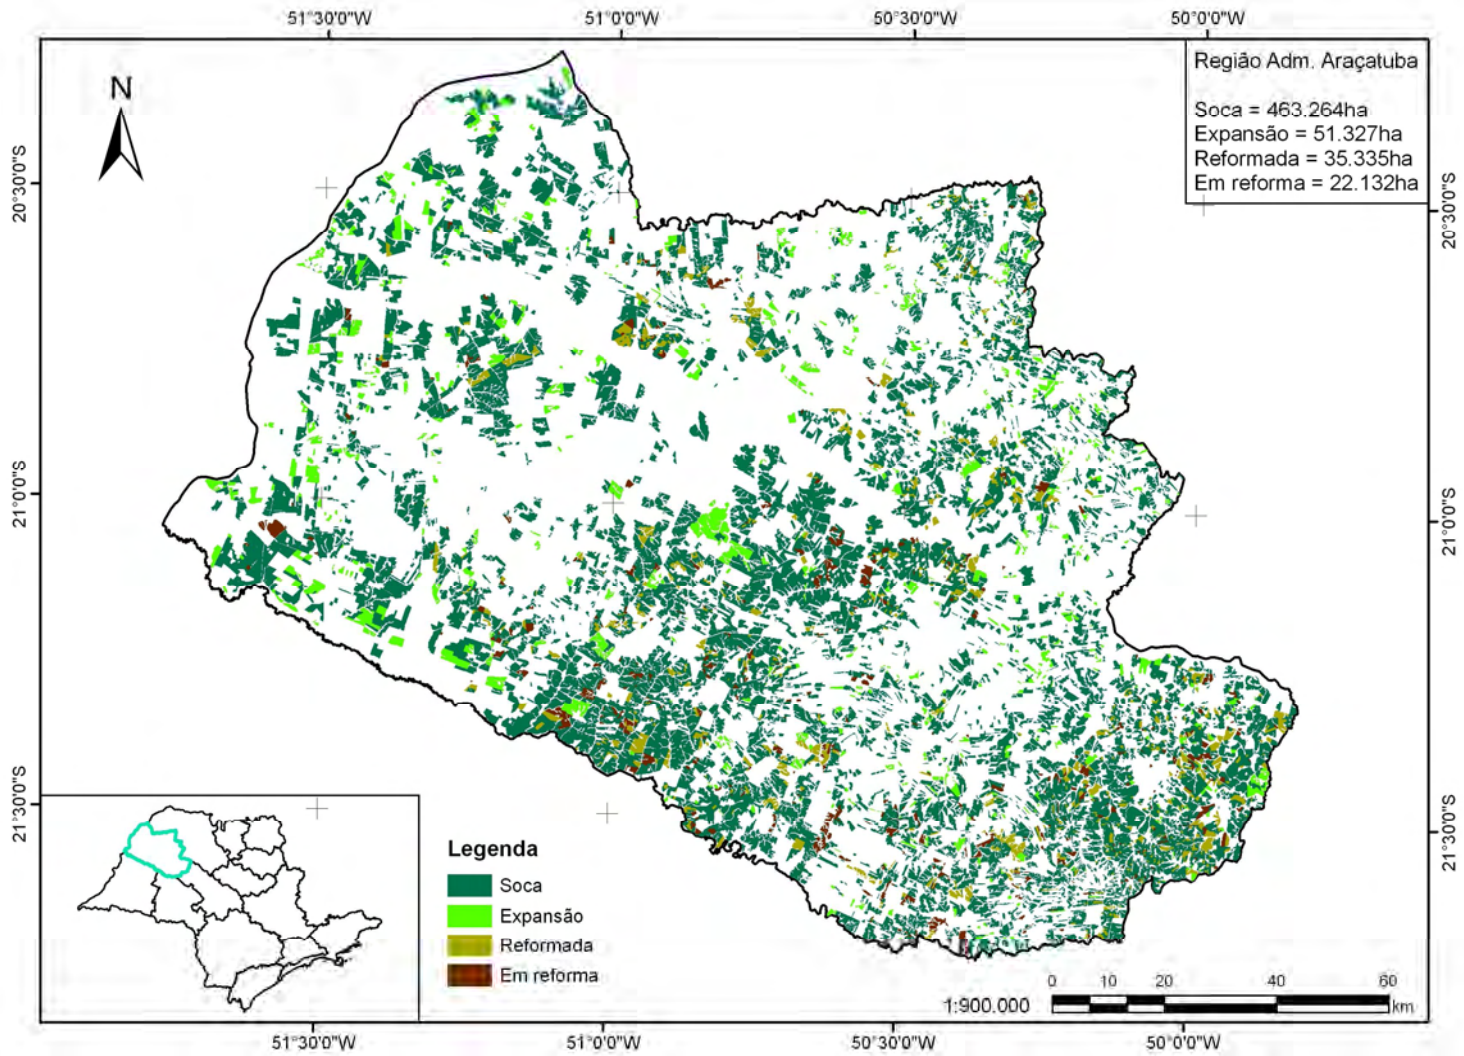 51°30'0"W 51°0'0"W 50°30'0"W 50°0'0"W
N
Região Adm. Araçatuba
Soca = 463.264ha
Expansão = 51.327ha
Reformada = 35.335ha
Em reforma = 22.132ha
20°30'0"S 20°30'0"S
21°0'0"S 21°0'0"S
21°30'0"S 21°30'0"S
Legenda
Soca
Expansão
Reformada
Em reforma
0 10 20 40 60
1:900.000 km
51°30'0"W 51°0'0"W 50°30'0"W 50°0'0"W